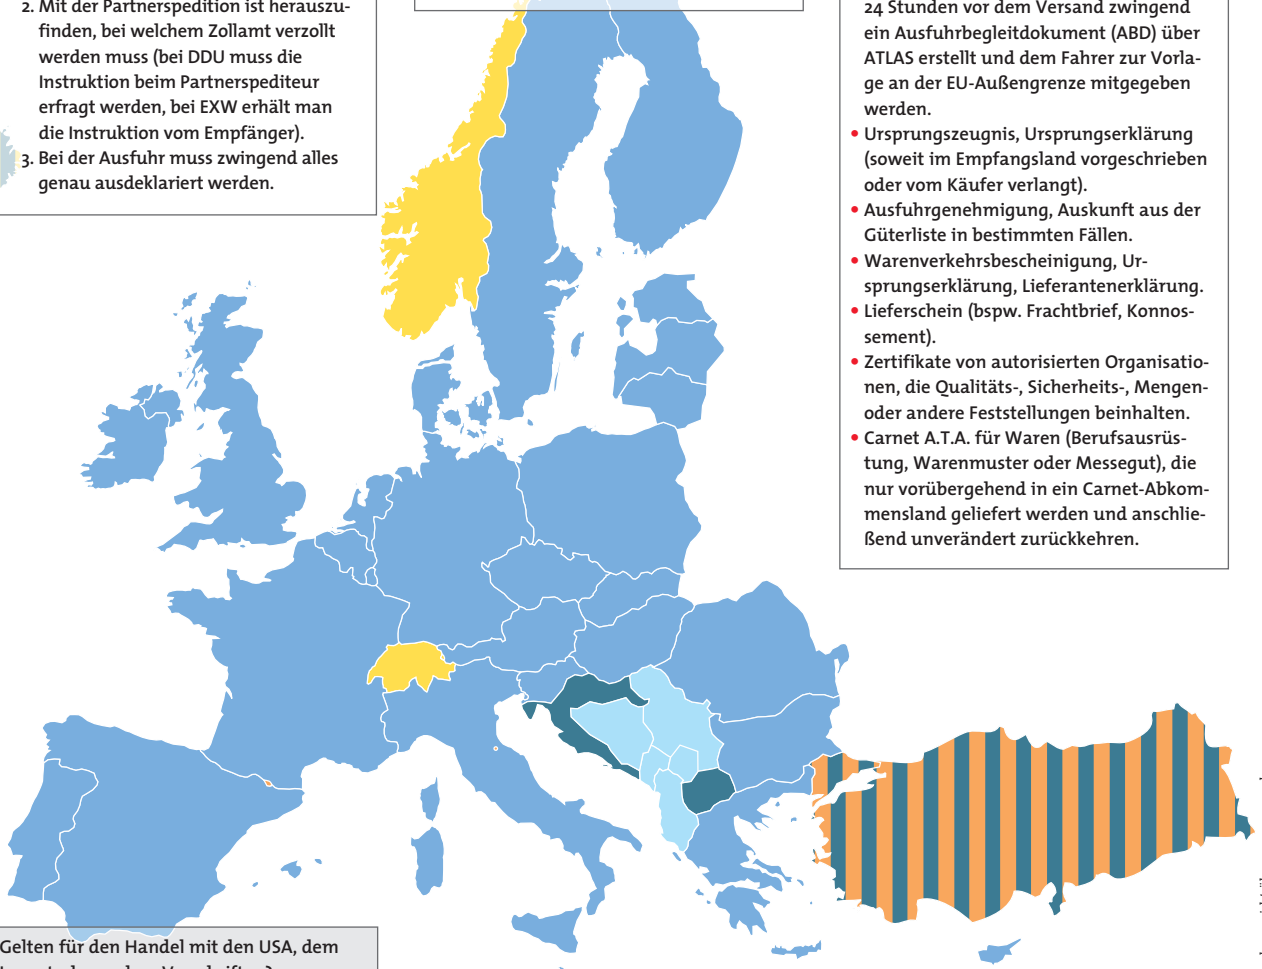 2. Mit der Partnerspedition ist herauszu-
finden, bei welchem Zollamt verzollt
werden muss (bei DDU muss die
Instruktion beim Partnerspediteur
erfragt werden, bei EXW erhält man
die Instruktion vom Empfänger).
3. Bei der Ausfuhr muss zwingend alles
genau ausdeklariert werden.
24 Stunden vor dem Versand zwingend
ein Ausfuhrbegleitdokument (ABD) über
ATLAS erstellt und dem Fahrer zur Vorla-
ge an der EU-Außengrenze mitgegeben
werden.
• Ursprungszeugnis, Ursprungserklärung
(soweit im Empfangsland vorgeschrieben
oder vom Käufer verlangt).
• Ausfuhrgenehmigung, Auskunft aus der
Güterliste in bestimmten Fällen.
• Warenverkehrsbescheinigung, Ur-
sprungserklärung, Lieferantenerklärung.
• Lieferschein (bspw. Frachtbrief, Konnos-
sement).
• Zertifikate von autorisierten Organisatio-
nen, die Qualitäts-, Sicherheits-, Mengen-
oder andere Feststellungen beinhalten.
• Carnet A.T.A. für Waren (Berufsausrüs-
tung, Warenmuster oder Messegut), die
nur vorübergehend in ein Carnet-Abkom-
mensland geliefert werden und anschlie-
ßend unverändert zurückkehren.
Gelten für den Handel mit den USA, dem